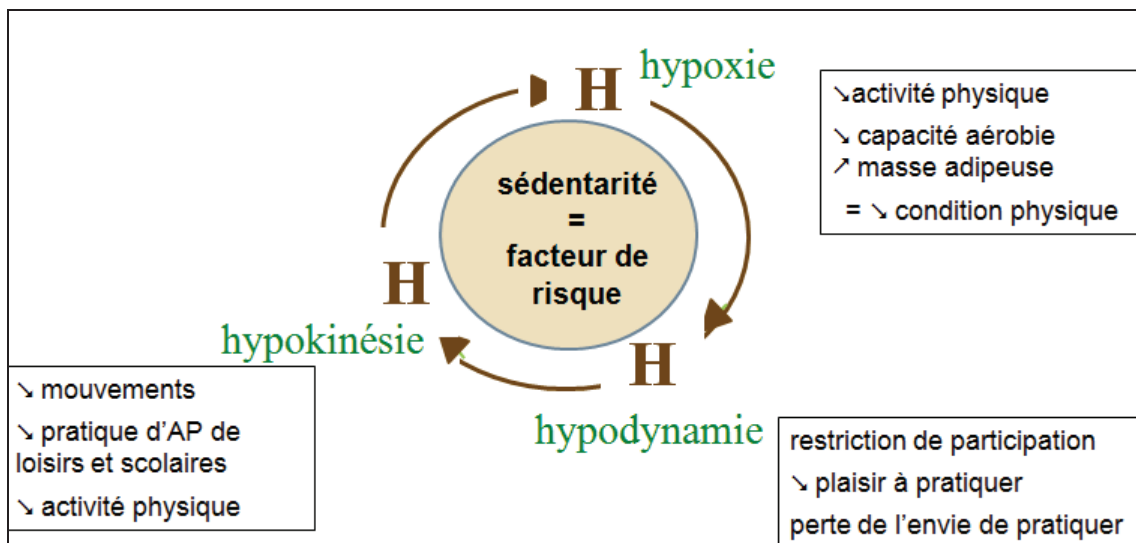 H hypoxie
↘activité physique
↘ capacité aérobie
↗ masse adipeuse
= ↘ condition physique
sédentarité
=
facteur de
risque
H
hypokinésie
H
hypodynamie
↘ mouvements
↘ pratique d’AP de
loisirs et scolaires
↘ activité physique
restriction de participation
↘ plaisir à pratiquer
perte de l’envie de pratiquer